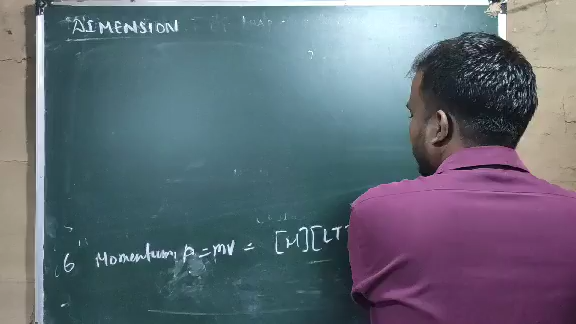 DIMENSION
6 Momentum, P = mv = [M][LT